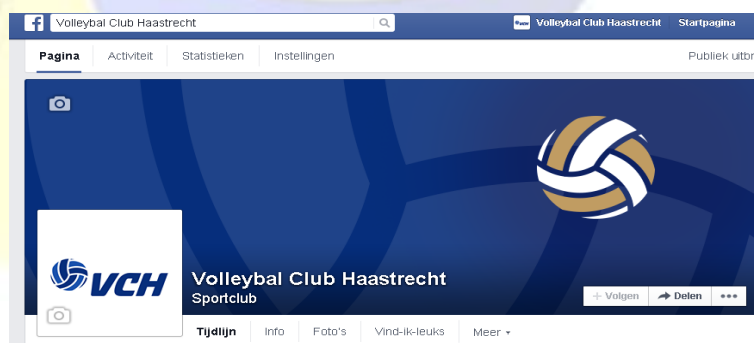 Volleybal Club Haastrecht
Volleybal Club Haastrecht Startpagina
Pagina Activiteit Statistieken Instellingen
Publiek uitbr
VCH
Volleybal Club Haastrecht
Sportclub
+ Volgen Delen •••
Tijdlijn Info Foto's Vind-ik-leuks Meer